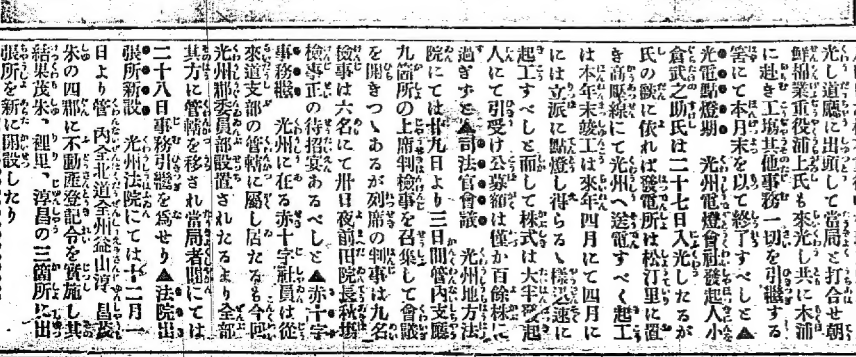 光し道廳に出頭して當局と打合せ朝
鮮棉業重役浦上氏も來光し共に木浦
に赴き工場其他事務一切を引繼する
筈にて本月末を以て終了すべしと▲
光電點燈期　光州電燈會社發起人小
倉武之助氏は二十七日入光したるが
氏の談に依れば發電所は松汀里に置
き高壓線にて光州へ送電すべく起工
は本年末竣工は來年四月にて四月に
には立派に點燈し得らるゝ樣急速に
起工すべしと而して株式は大半發起
人にて引受け公募額は僅か百餘株に
過ぎずと▲司法官會議　光州地方法
院にては廿九日より三日間管内支廳
九箇所の上席判檢事を召集して會議
を開きつゝあるが列席の判事は九名
檢事は六名にて卅日夜前田院長秋塲
檢事正の待招宴あるべしと▲赤十字
事務繼　光州に在る赤十字社員は從
來道支部の管轄に屬し居たるも今回
光州郡委員部設置されたるより全部
其方に管轄を移され當局者間にては
二十八日事務引繼を爲せり▲法院出
張所新設　光州法院にては十二月一
日より管内全北道全州益山淳昌茂
朱の四郡に不動産登記令を實施し其
結果茂朱、裡里、淳昌の三箇所に出
張所を新に開設したり